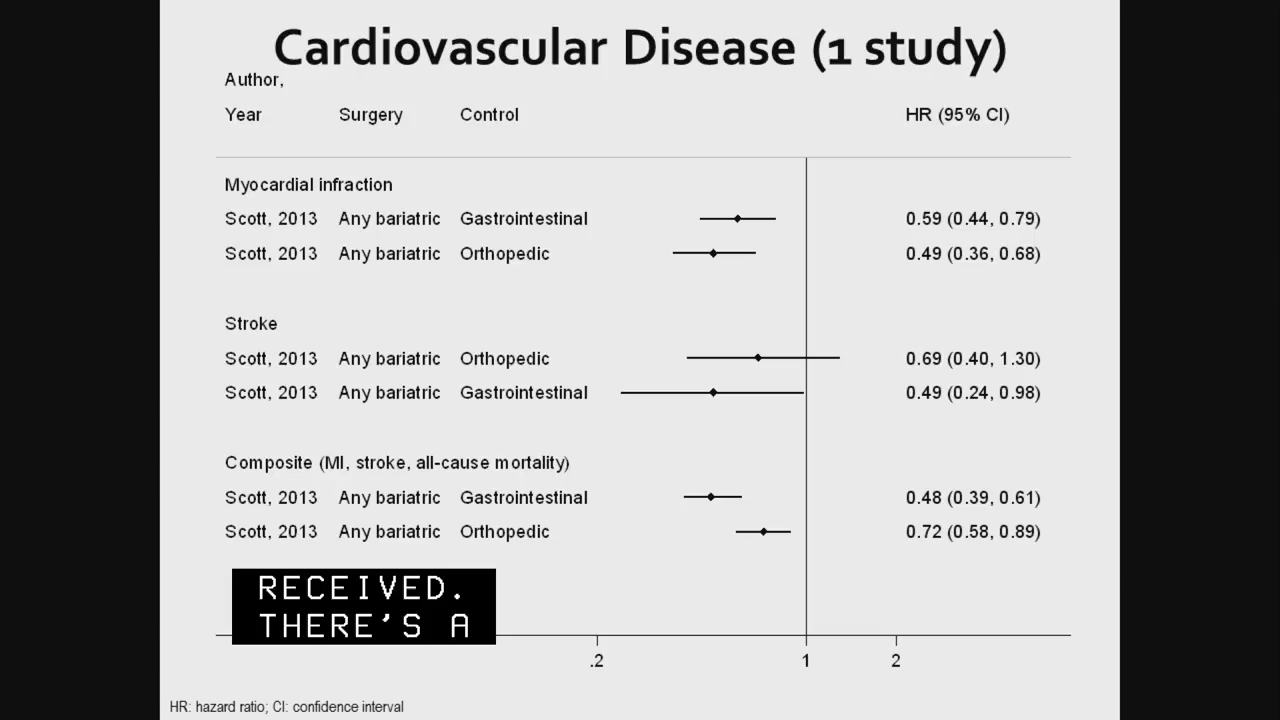 Cardiovascular Disease (1 study)
Author,
Year Surgery Control HR (95% CI)
Myocardial infraction
Scott, 2013 Any bariatric Gastrointestinal 0.59 (0.44, 0.79)
Scott, 2013 Any bariatric Orthopedic 0.49 (0.36, 0.68)
Stroke
Scott, 2013 Any bariatric Orthopedic 0.69 (0.40, 1.30)
Scott, 2013 Any bariatric Gastrointestinal 0.49 (0.24, 0.98)
Composite (MI, stroke, all-cause mortality)
Scott, 2013 Any bariatric Gastrointestinal 0.48 (0.39, 0.61)
Scott, 2013 Any bariatric Orthopedic 0.72 (0.58, 0.89)
RECEIVED.
THERE'S A
.2 1 2
HR: hazard ratio; CI: confidence interval